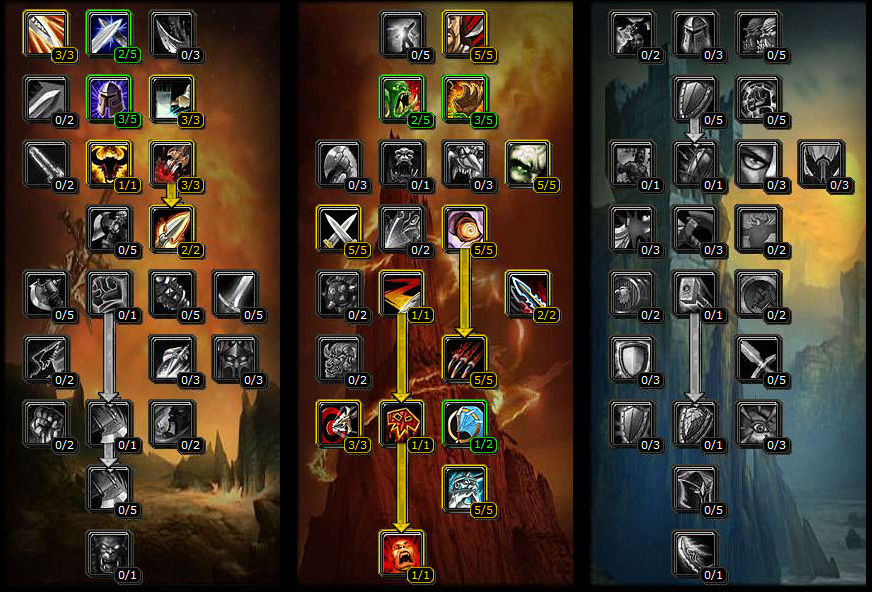 3/3 2/5 0/3 0/5 5/5 0/2 0/3 0/5
0/2 3/5 3/3 2/5 3/5 0/5 0/5
0/2 1/1 3/3 0/3 0/1 0/3 5/5 0/1 0/1 0/3 0/3
0/5 2/2 5/5 0/2 5/5 0/3 0/3 0/2
0/5 0/1 0/5 0/5 0/2 1/1 2/2 0/2 0/1 0/2
0/2 0/3 0/3 0/2 5/5 0/3 0/5
0/2 0/1 0/2 3/3 1/1 1/2 0/3 0/1 0/3
0/5 5/5 0/5
0/1 1/1 0/1